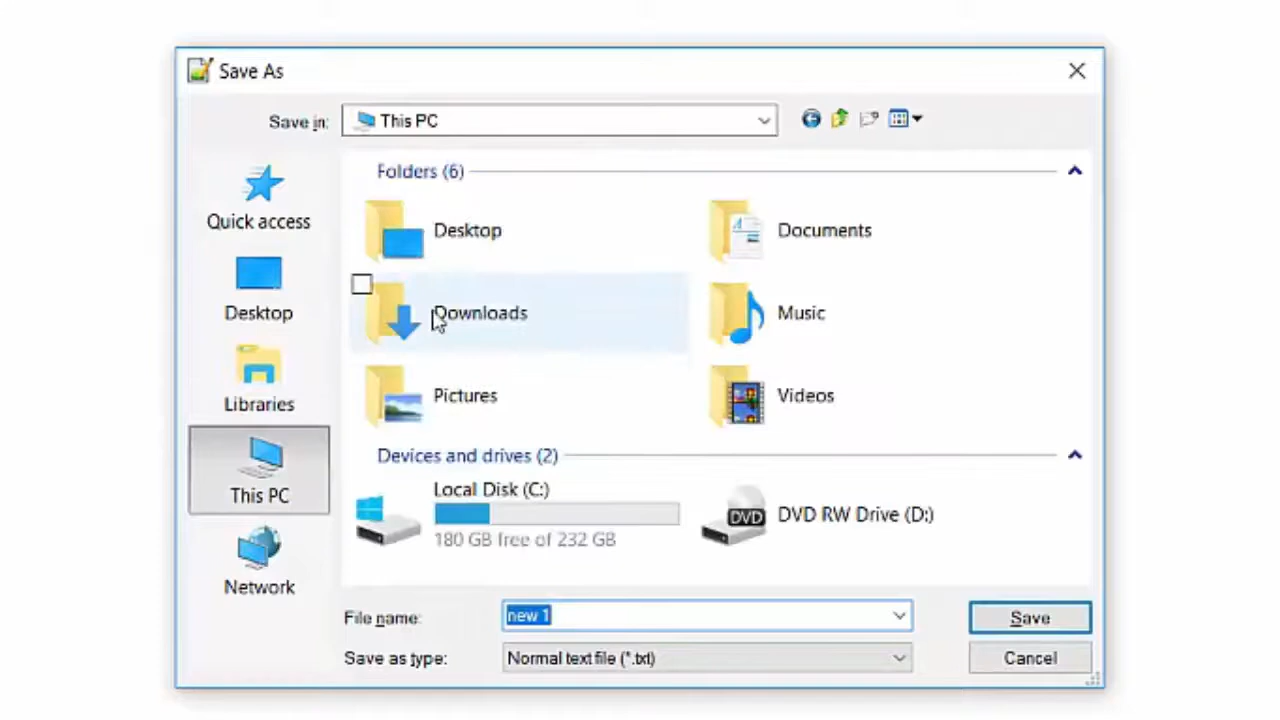 Save As
Save in: This PC
Folders (6)
Quick access
Desktop
Documents
Desktop
Downloads
Music
Libraries
Pictures
Videos
This PC
Devices and drives (2)
Local Disk (C:)
180 GB free of 232 GB
DVD
DVD RW Drive (D:)
Network
File name: new 1
Save
Save as type: Normal text file (*.txt)
Cancel